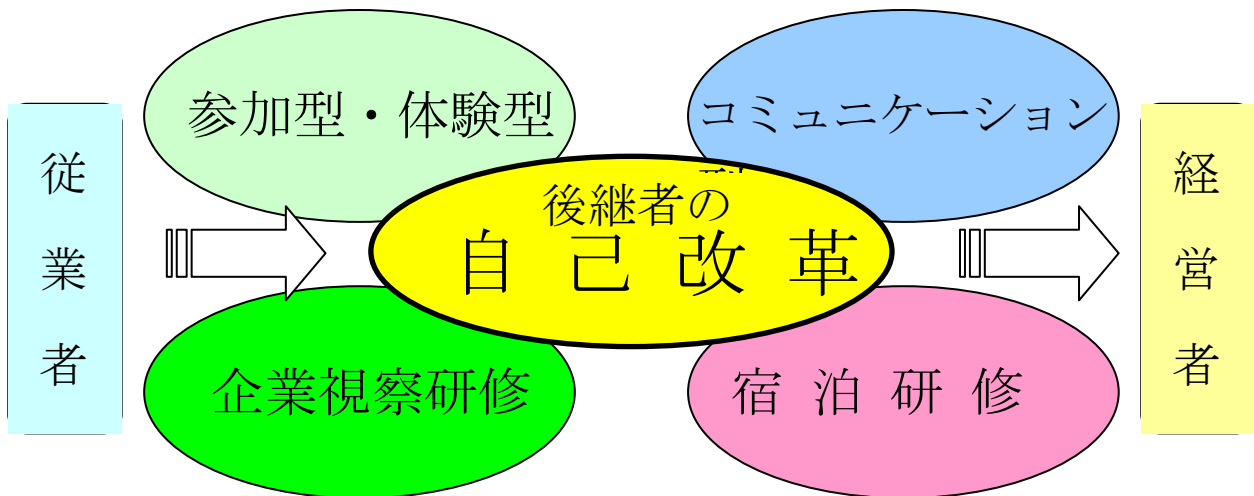 従業者
参加型・体験型
コミュニケーション
後継者の
自己改革
企業視察研修
宿泊研修
経営者